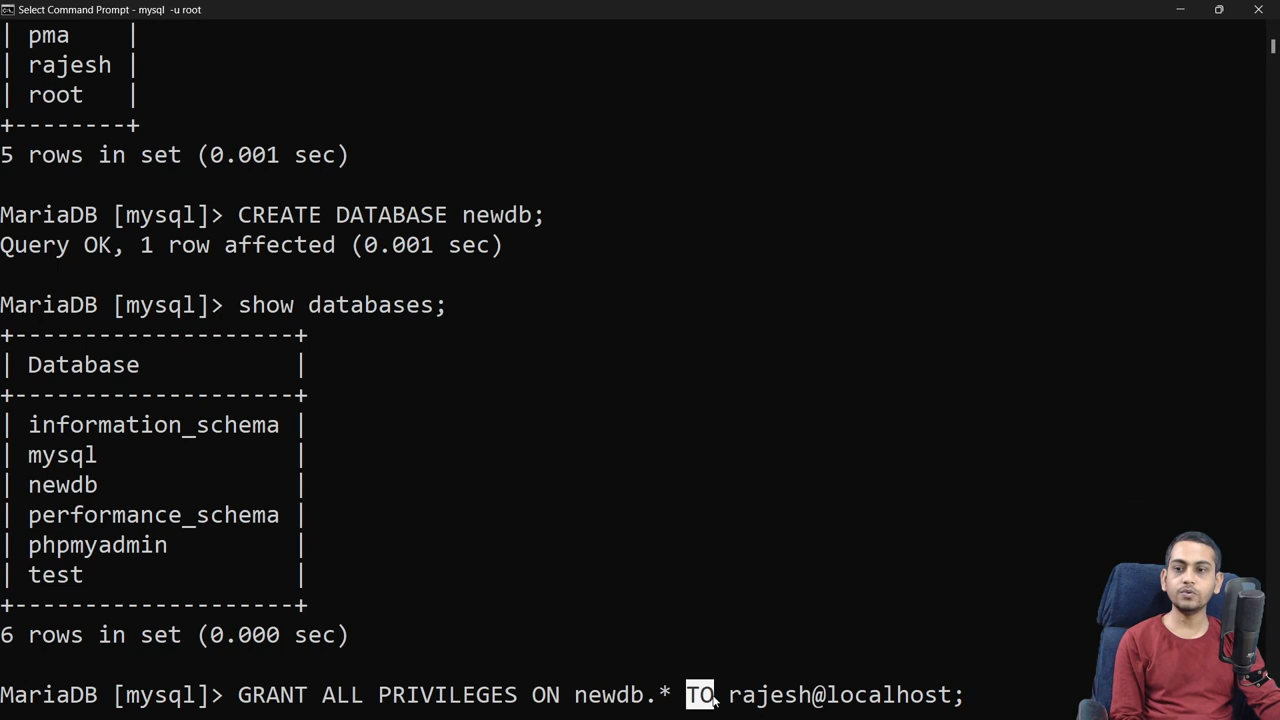 Select Command Prompt - mysql  -u root
| pma    |
| rajesh |
| root   |
+--------+
5 rows in set (0.001 sec)
MariaDB [mysql]> CREATE DATABASE newdb;
Query OK, 1 row affected (0.001 sec)
MariaDB [mysql]> show databases;
+--------------------+
| Database           |
+--------------------+
| information_schema |
| mysql              |
| newdb              |
| performance_schema |
| phpmyadmin         |
| test               |
+--------------------+
6 rows in set (0.000 sec)
MariaDB [mysql]> GRANT ALL PRIVILEGES ON newdb.* TO rajesh@localhost;